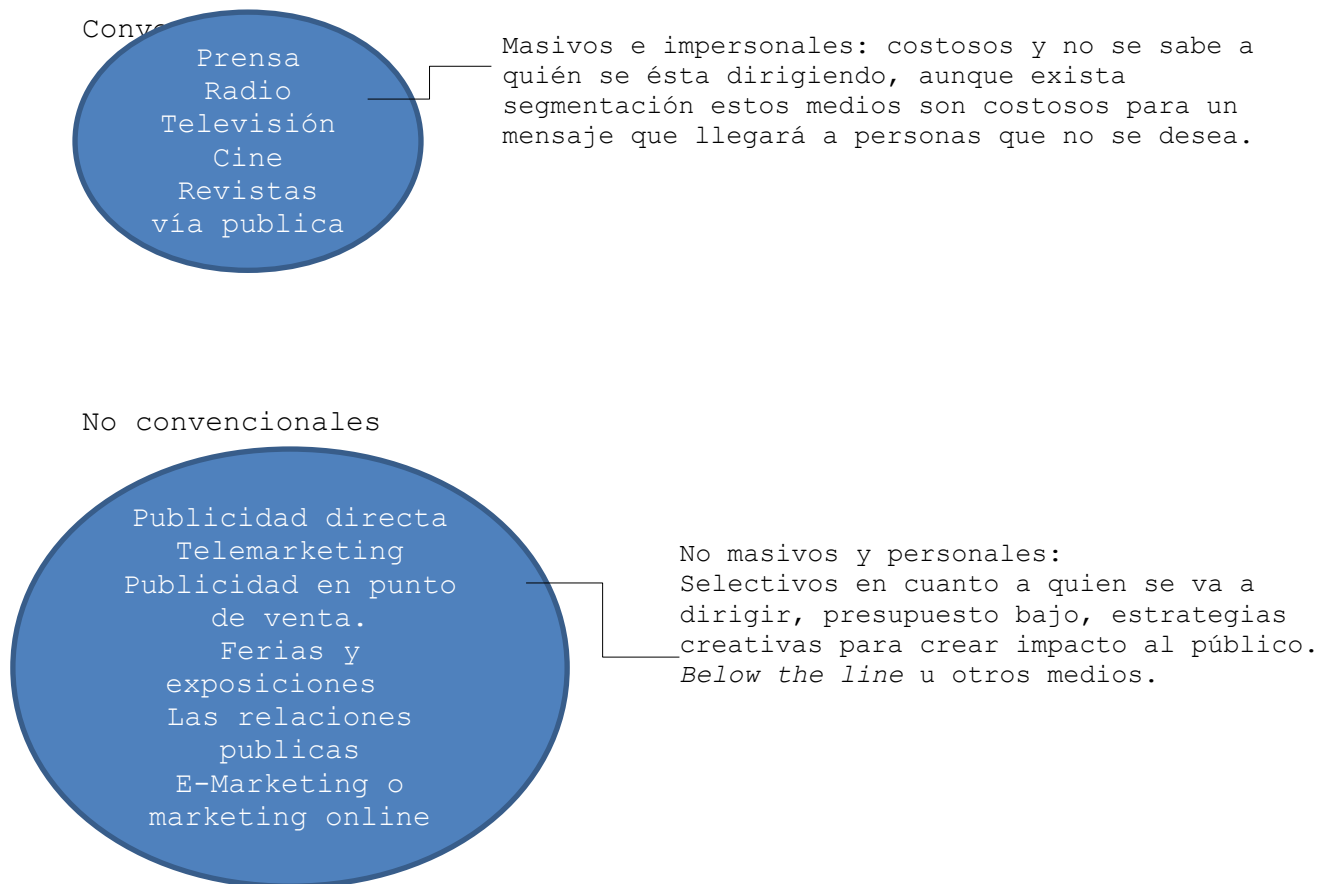 Prensa
Radio
Televisión
Cine
Revistas
vía publica
Masivos e impersonales: costosos y no se sabe a
quién se ésta dirigiendo, aunque exista
segmentación estos medios son costosos para un
mensaje que llegará a personas que no se desea.
No convencionales
Publicidad directa
Telemarketing
Publicidad en punto
de venta.
Ferias y
exposiciones
Las relaciones
publicas
E-Marketing o
marketing online
No masivos y personales:
Selectivos en cuanto a quien se va a
dirigir, presupuesto bajo, estrategias
creativas para crear impacto al público.
Below the line u otros medios.